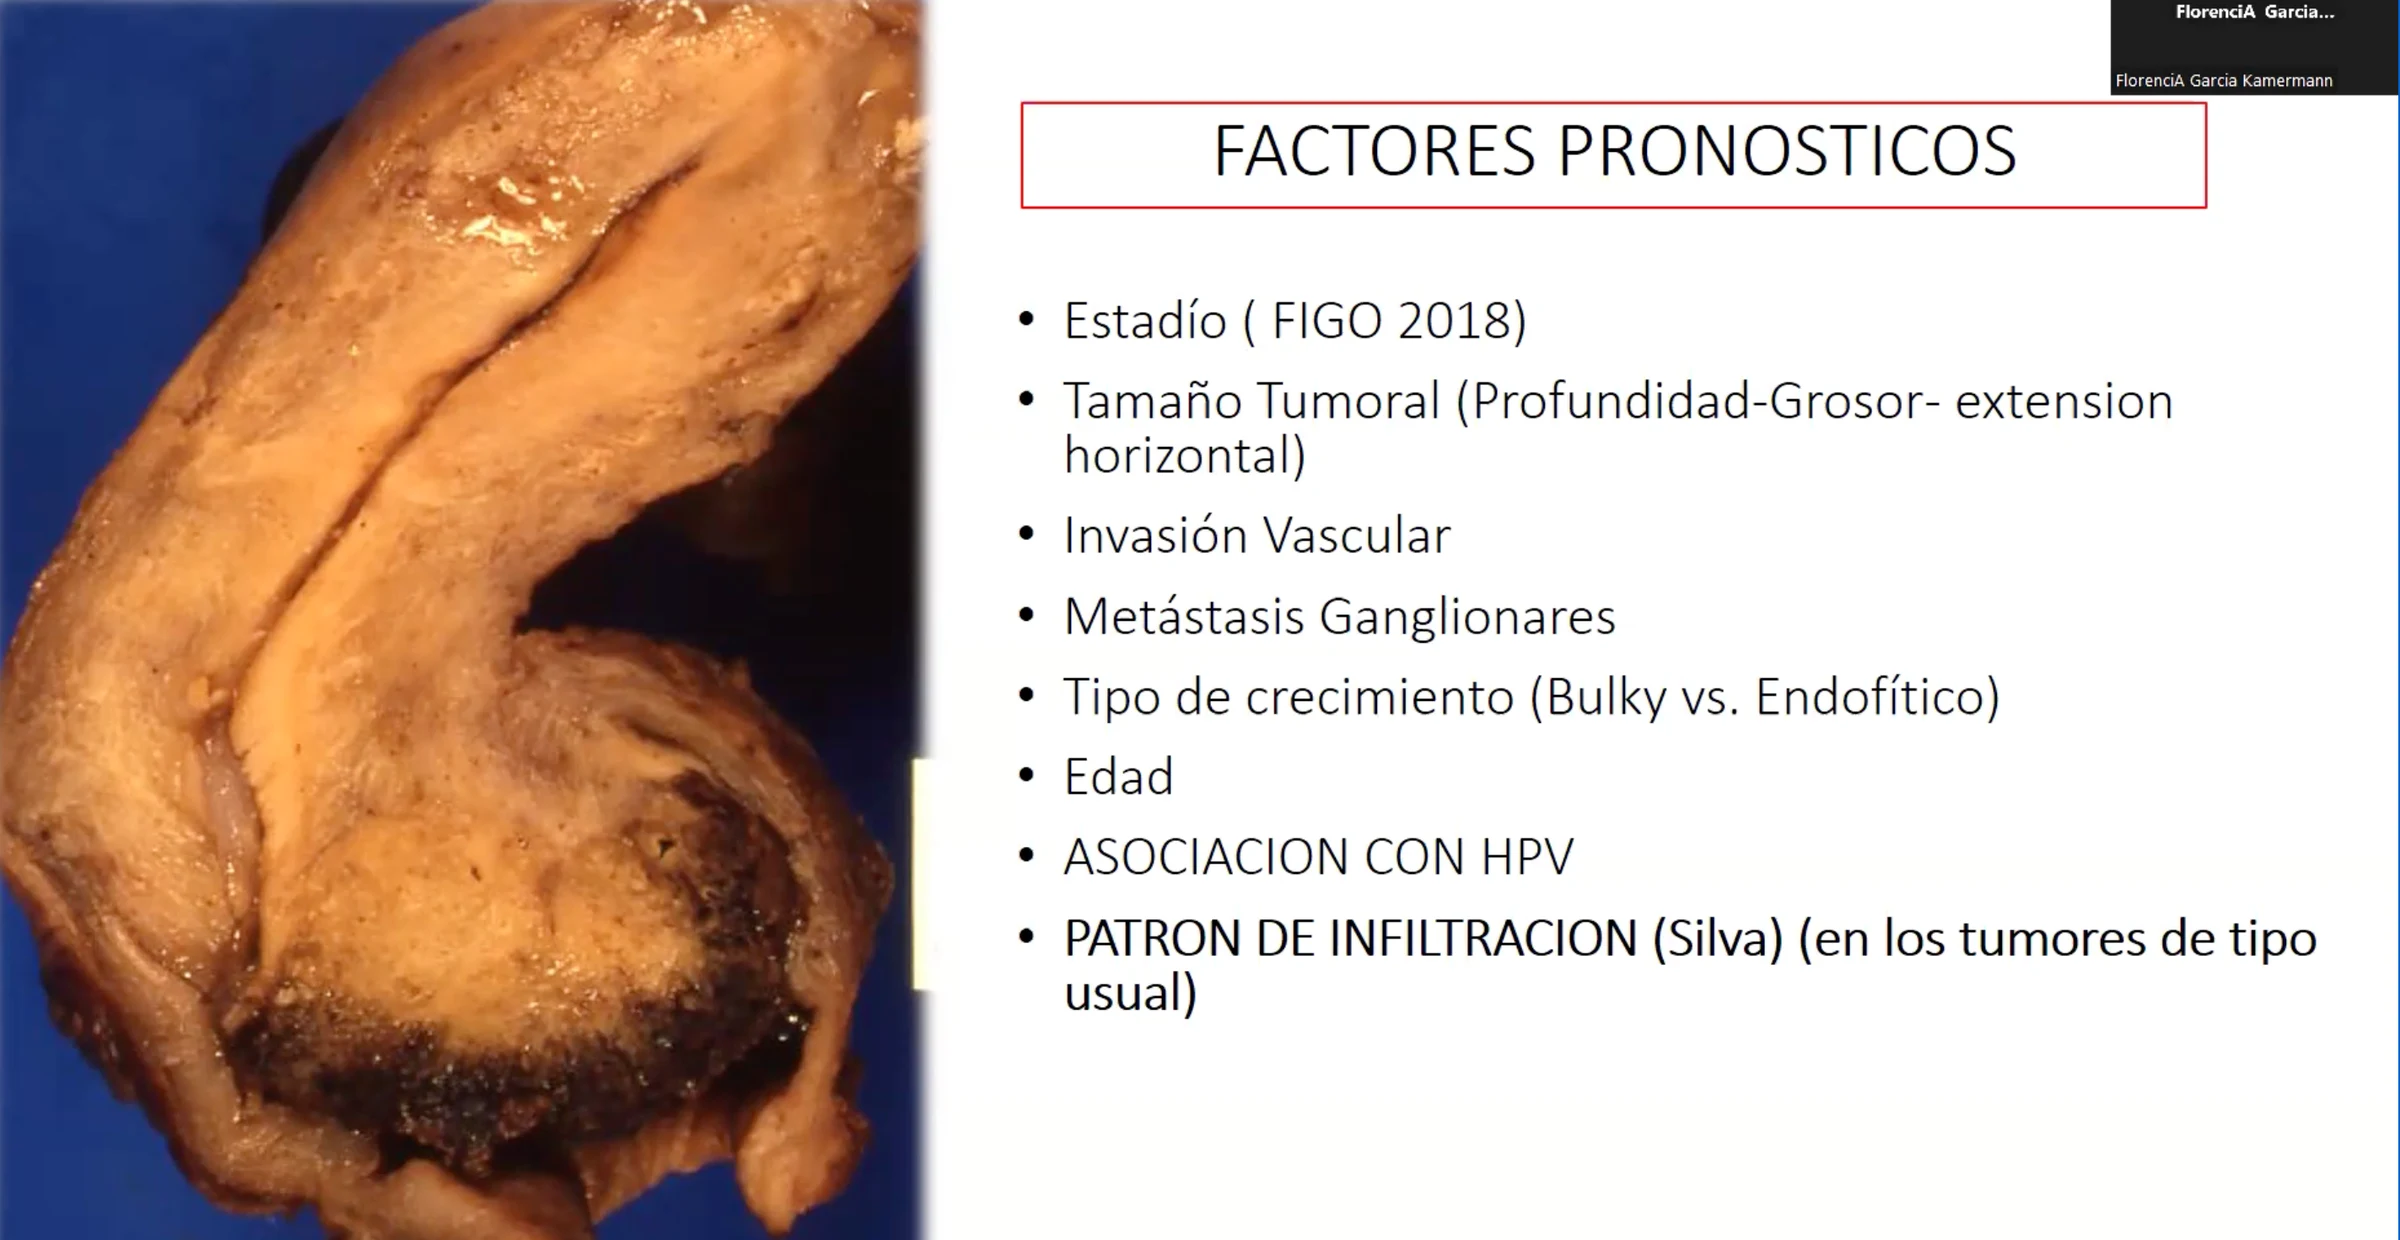 FlorenciA Garcia...
FlorenciA Garcia Kamermann
FACTORES PRONOSTICOS
• Estadío ( FIGO 2018)
• Tamaño Tumoral (Profundidad-Grosor- extension
horizontal)
• Invasión Vascular
• Metástasis Ganglionares
• Tipo de crecimiento (Bulky vs. Endofítico)
• Edad
• ASOCIACION CON HPV
• PATRON DE INFILTRACION (Silva) (en los tumores de tipo
usual)